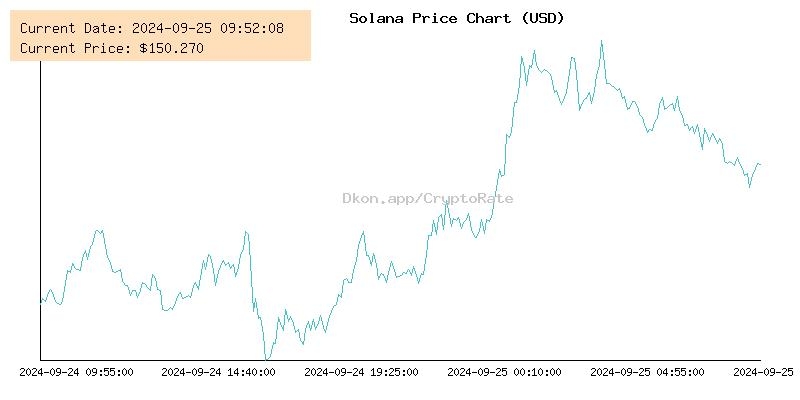 Solana Price Chart (USD)
Current Date: 2024-09-25 09:52:08
Current Price: $150.270
Dkon.app/CryptoRate
2024-09-24 09:55:00 2024-09-24 14:40:00 2024-09-24 19:25:00 2024-09-25 00:10:00 2024-09-25 04:55:00 2024-09-25